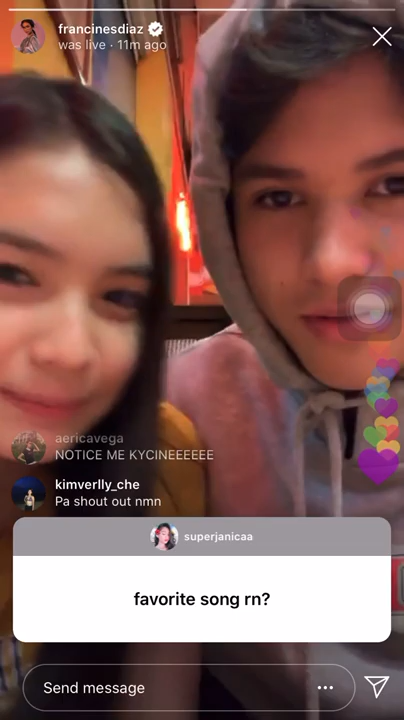 francinesdiaz
was live · 11m ago
aericavega
NOTICE ME KYCINEEEEEE
kimverlly_che
Pa shout out nmn
superjanicaa
favorite song rn?
Send message